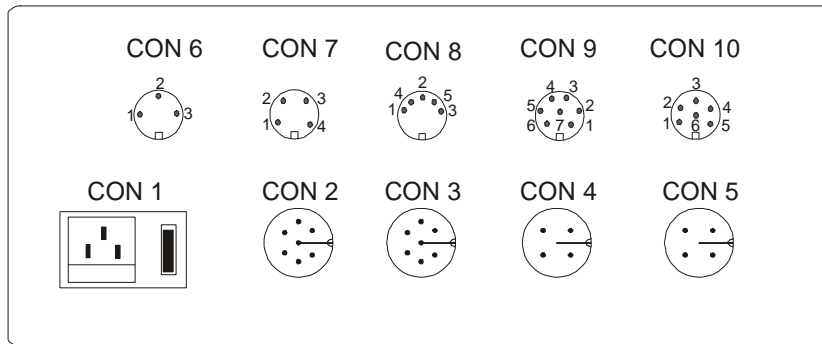 CON 6 CON 7 CON 8 CON 9 CON 10
2 2 4 3 3
4 5
2 3 5 2 2 4
1 3 1 3
1 4 6 7 1 1 6 5
CON 1 CON 2 CON 3 CON 4 CON 5